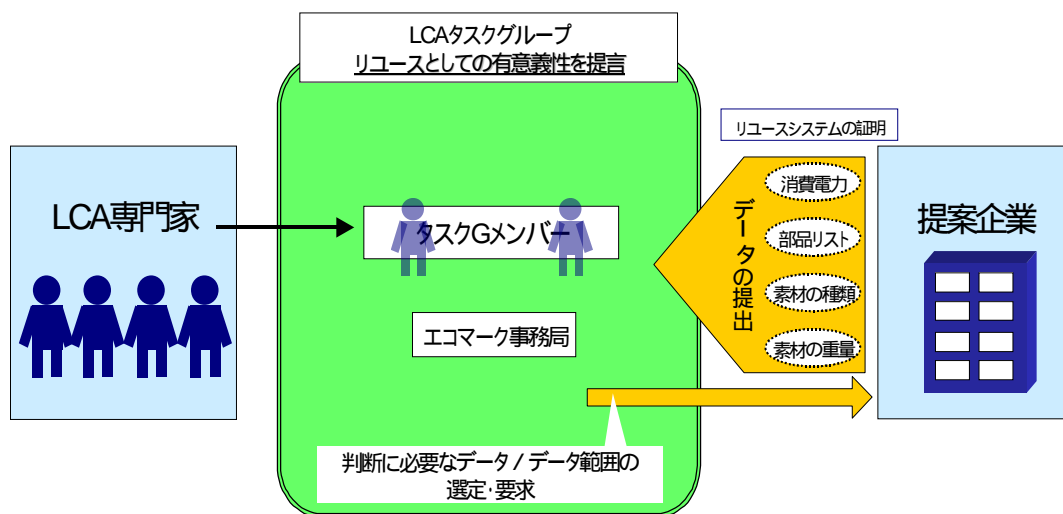 LCAタスクグループ
リユースとしての有意義性を提言
リユースシステムの証明
LCA専門家
タスクGメンバー
エコマーク事務局
データの提出
消費電力
部品リスト
素材の種類
素材の重量
提案企業
判断に必要なデータ/データ範囲の
選定・要求